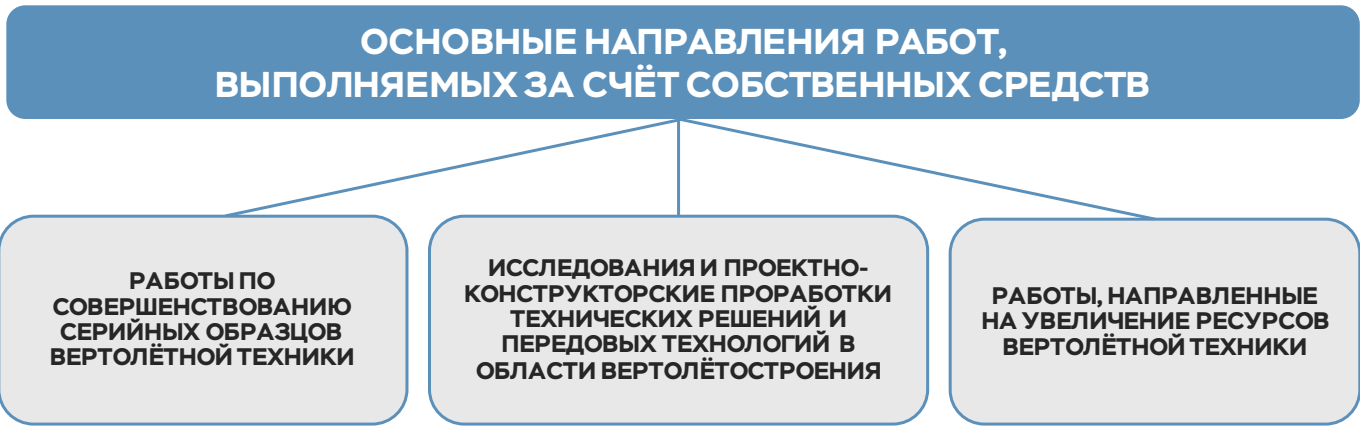 ОСНОВНЫЕ НАПРАВЛЕНИЯ РАБОТ,
ВЫПОЛНЯЕМЫХ ЗА СЧЁТ СОБСТВЕННЫХ СРЕДСТВ
РАБОТЫ ПО
СОВЕРШЕНСТВОВАНИЮ
СЕРИЙНЫХ ОБРАЗЦОВ
ВЕРТОЛЁТНОЙ ТЕХНИКИ
ИССЛЕДОВАНИЯ И ПРОЕКТНО-
КОНСТРУКТОРСКИЕ ПРОРАБОТКИ
ТЕХНИЧЕСКИХ РЕШЕНИЙ И
ПЕРЕДОВЫХ ТЕХНОЛОГИЙ В
ОБЛАСТИ ВЕРТОЛЁТОСТРОЕНИЯ
РАБОТЫ, НАПРАВЛЕННЫЕ
НА УВЕЛИЧЕНИЕ РЕСУРСОВ
ВЕРТОЛЁТНОЙ ТЕХНИКИ